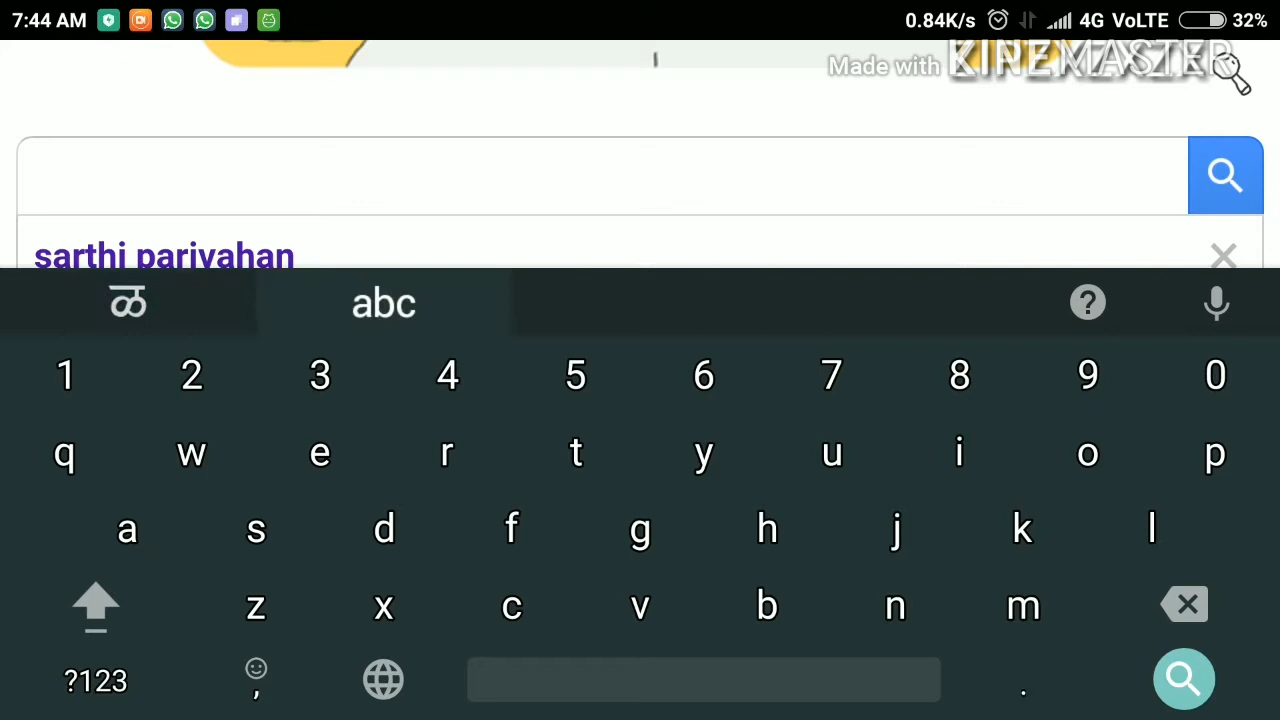 7:44 AM 0.84K/s 4G VoLTE 32%
Made with KINEMASTER
sarthi parivahan
ळ abc
1 2 3 4 5 6 7 8 9 0
q w e r t y u i o p
a s d f g h j k l
z x c v b n m
?123 , .